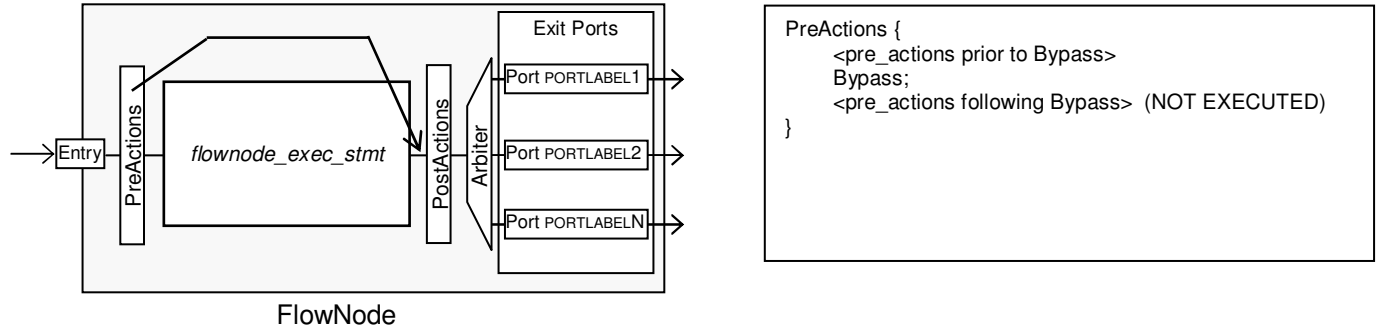 Exit Ports
Port PORTLABEL1
Entry
PreActions
flownode_exec_stmt
PostActions
Arbiter
Port PORTLABEL2
Port PORTLABELN
FlowNode
PreActions {
<pre_actions prior to Bypass>
Bypass;
<pre_actions following Bypass> (NOT EXECUTED)
}